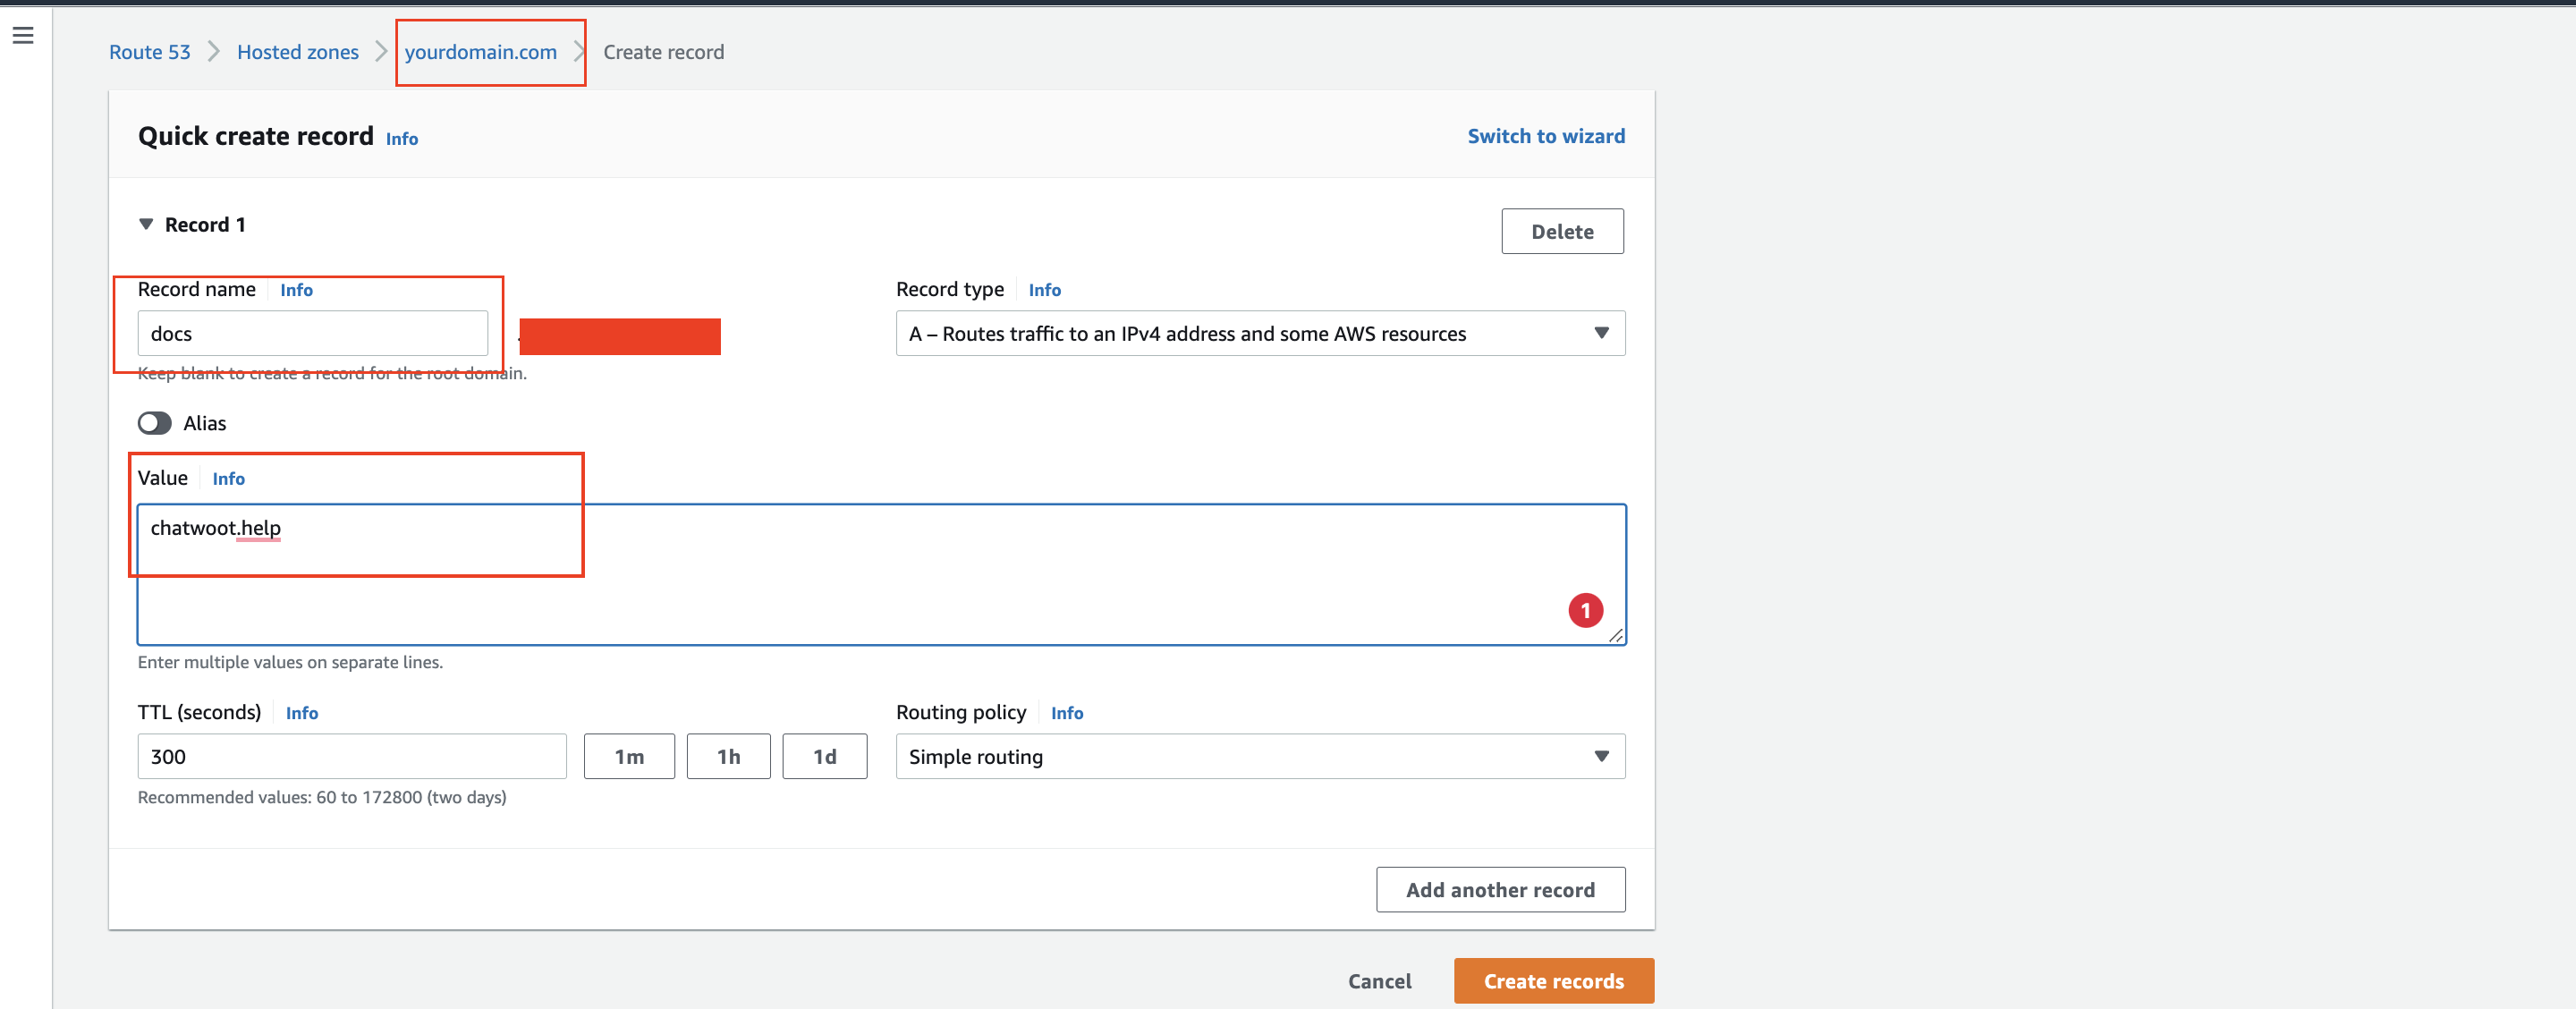 Route 53 > Hosted zones > yourdomain.com > Create record
Quick create record Info
Switch to wizard
Record 1
Delete
Record name Info
docs
.
Keep blank to create a record for the root domain.
Record type Info
A – Routes traffic to an IPv4 address and some AWS resources
Alias
Value Info
chatwoot.help
1
Enter multiple values on separate lines.
TTL (seconds) Info
300
1m
1h
1d
Recommended values: 60 to 172800 (two days)
Routing policy Info
Simple routing
Add another record
Cancel
Create records